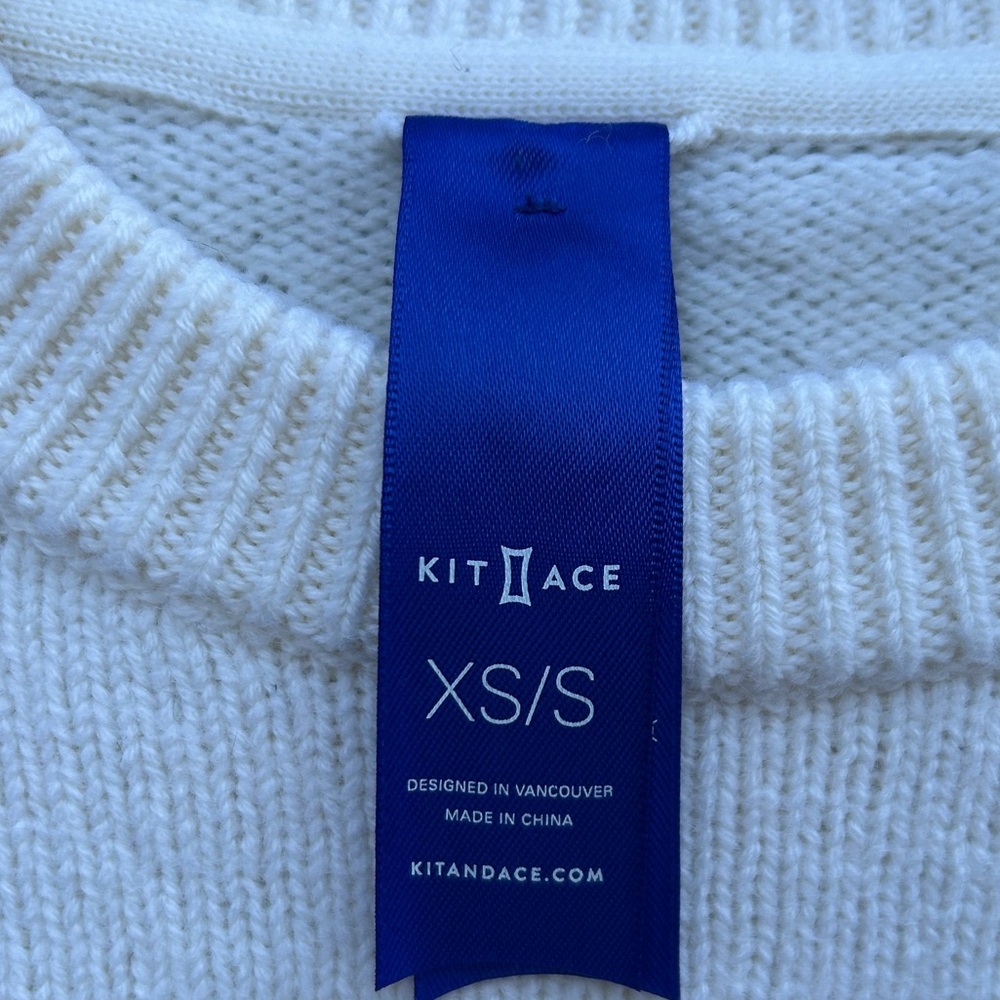 KIT ACE
XS/S
DESIGNED IN VANCOUVER
MADE IN CHINA
KITANDACE.COM